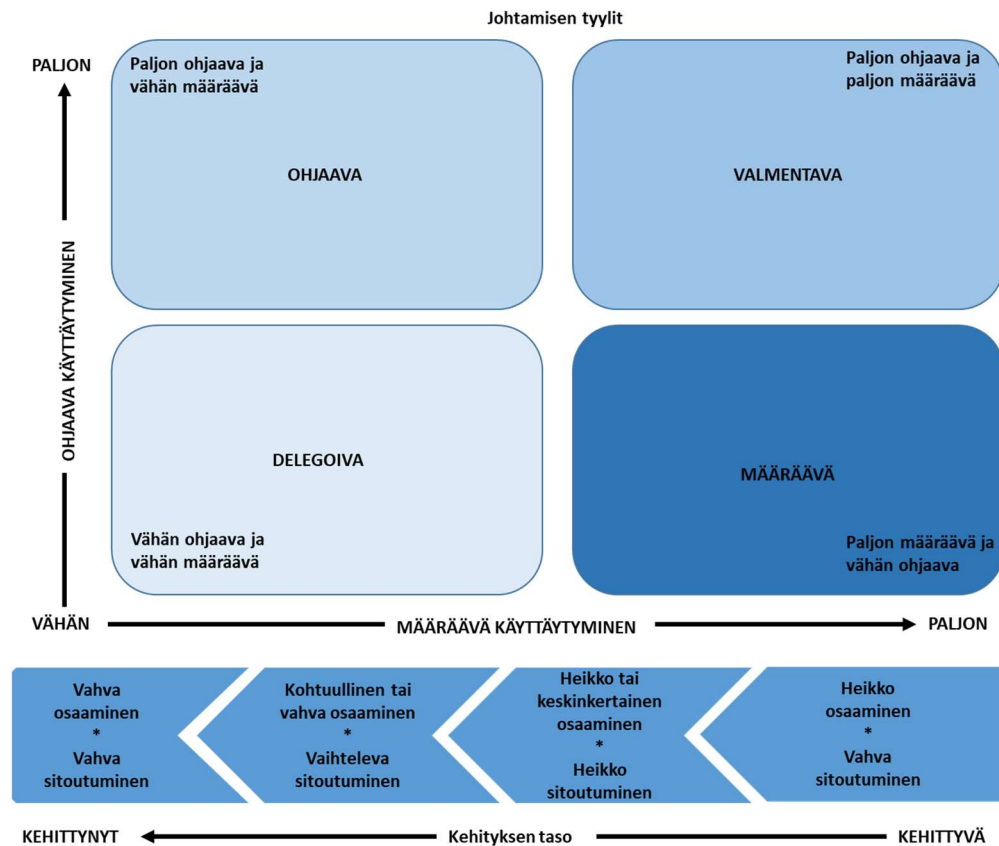 Johtamisen tyylit
PALJON
Paljon ohjaava ja
vähän määräävä
OHJAAVA
Paljon ohjaava ja
paljon määräävä
VALMENTAVA
OHJAAVA KÄYTTÄYTYMINEN
DELEGOIVA
Vähän ohjaava ja
vähän määräävä
MÄÄRÄÄVÄ
Paljon määräävä ja
vähän ohjaava
VÄHÄN
MÄÄRÄÄVÄ KÄYTTÄYTYMINEN
PALJON
Vahva
osaaminen
*
Vahva
sitoutuminen
Kohtuullinen tai
vahva osaaminen
*
Vaihteleva
sitoutuminen
Heikko tai
keskinkertainen
osaaminen
*
Heikko
sitoutuminen
Heikko
osaaminen
*
Vahva
sitoutuminen
KEHITTYNYT
Kehityksen taso
KEHITTYVÄ